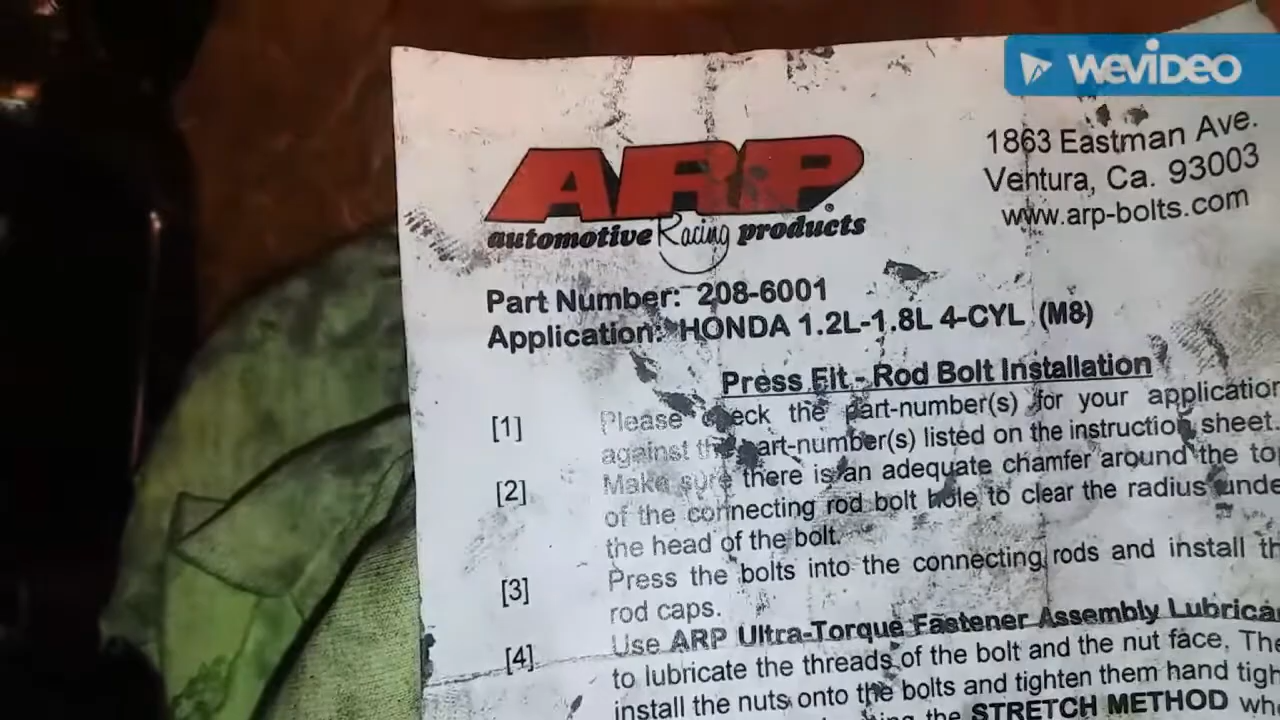 WEVIDEO
1863 Eastman Ave.
Ventura, Ca. 93003
www.arp-bolts.com
ARP®
automotive Racing products
Part Number: 208-6001
Application: HONDA 1.2L-1.8L 4-CYL (M8)
Press Fit - Rod Bolt Installation
[1] Please check the part-number(s) for your application
against the part-number(s) listed on the instruction sheet.
[2] Make sure there is an adequate chamfer around the
of the connecting rod bolt hole to clear the radius
the head of the bolt.
[3] Press the bolts into the connecting rods and install
rod caps.
[4] Use ARP Ultra-Torque Fastener Assembly
to lubricate the threads of the bolt and the nut face.
install the nuts onto the bolts and tighten them hand
the STRETCH METHOD